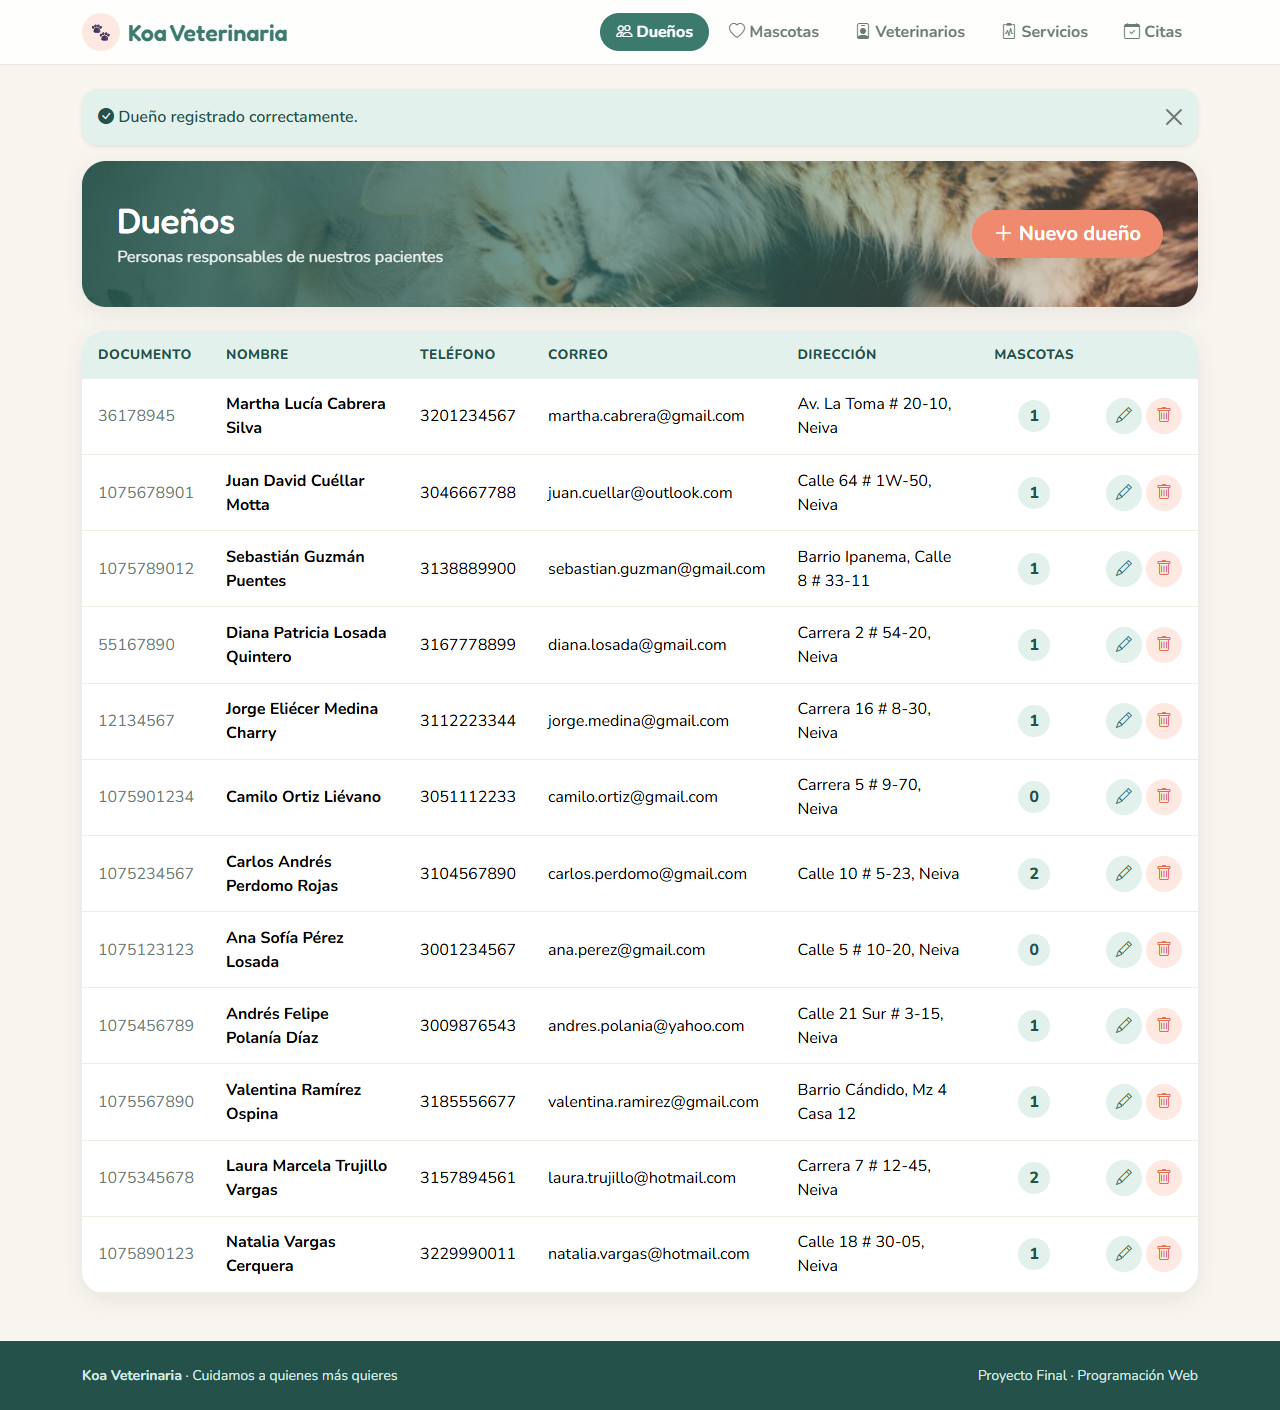 Koa Veterinaria
Dueños
Mascotas
Veterinarios
Servicios
Citas
Dueño registrado correctamente.
Dueños
Personas responsables de nuestros pacientes
+ Nuevo dueño
DOCUMENTO NOMBRE TELÉFONO CORREO DIRECCIÓN MASCOTAS
36178945 Martha Lucía Cabrera Silva 3201234567 martha.cabrera@gmail.com Av. La Toma # 20-10, Neiva 1
1075678901 Juan David Cuéllar Motta 3046667788 juan.cuellar@outlook.com Calle 64 # 1W-50, Neiva 1
1075789012 Sebastián Guzmán Puentes 3138889900 sebastian.guzman@gmail.com Barrio Ipanema, Calle 8 # 33-11 1
55167890 Diana Patricia Losada Quintero 3167778899 diana.losada@gmail.com Carrera 2 # 54-20, Neiva 1
12134567 Jorge Eliécer Medina Charry 3112223344 jorge.medina@gmail.com Carrera 16 # 8-30, Neiva 1
1075901234 Camilo Ortiz Liévano 3051112233 camilo.ortiz@gmail.com Carrera 5 # 9-70, Neiva 0
1075234567 Carlos Andrés Perdomo Rojas 3104567890 carlos.perdomo@gmail.com Calle 10 # 5-23, Neiva 2
1075123123 Ana Sofía Pérez Losada 3001234567 ana.perez@gmail.com Calle 5 # 10-20, Neiva 0
1075456789 Andrés Felipe Polanía Díaz 3009876543 andres.polania@yahoo.com Calle 21 Sur # 3-15, Neiva 1
1075567890 Valentina Ramírez Ospina 3185556677 valentina.ramirez@gmail.com Barrio Cándido, Mz 4 Casa 12 1
1075345678 Laura Marcela Trujillo Vargas 3157894561 laura.trujillo@hotmail.com Carrera 7 # 12-45, Neiva 2
1075890123 Natalia Vargas Cerquera 3229990011 natalia.vargas@hotmail.com Calle 18 # 30-05, Neiva 1
Koa Veterinaria · Cuidamos a quienes más quieres
Proyecto Final · Programación Web